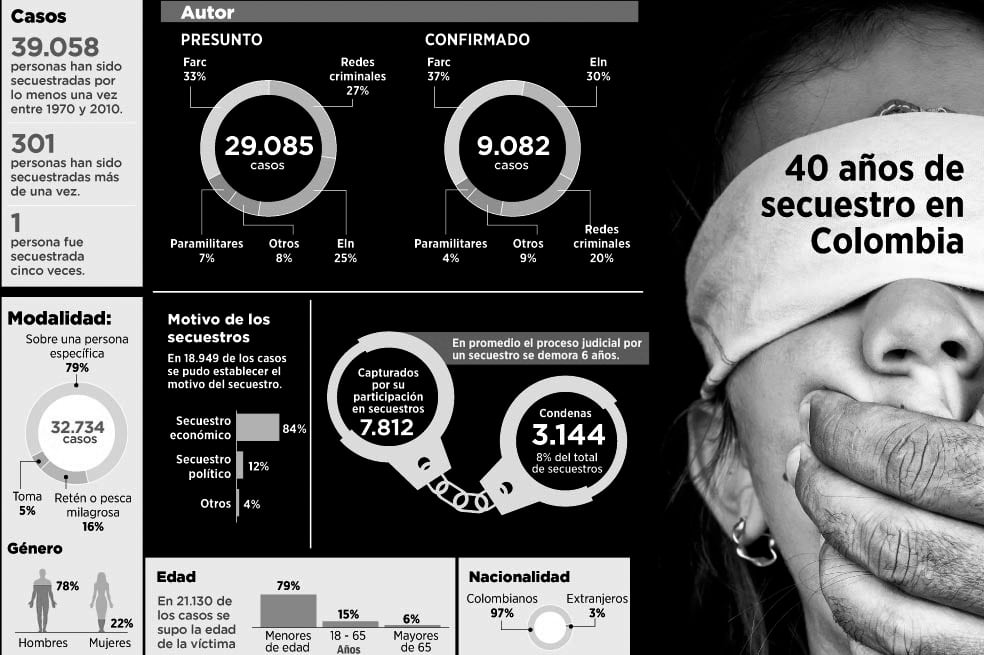 Casos
39.058
personas han sido
secuestradas por
lo menos una vez
entre 1970 y 2010.
301
personas han sido
secuestradas más
de una vez.
1
persona fue
secuestrada
cinco veces.
Autor
PRESUNTO
Farc
33%
Redes
criminales
27%
29.085
casos
Paramilitares
7%
Otros
8%
Eln
25%
CONFIRMADO
Farc
37%
Eln
30%
9.082
casos
Paramilitares
4%
Otros
9%
Redes
criminales
20%
40 años de
secuestro en
Colombia
Modalidad:
Sobre una persona
específica
79%
32.734
casos
Toma
5%
Retén o pesca
milagrosa
16%
Género
78%
22%
Hombres
Mujeres
Motivo de los
secuestros
En 18.949 de los casos
se pudo establecer el
motivo del secuestro.
Secuestro
económico
84%
Secuestro
político
12%
Otros
4%
En promedio el proceso judicial por
un secuestro se demora 6 años.
Capturados
por su
participación
en secuestros
7.812
Condenas
3.144
8% del total
de secuestros
Edad
En 21.130 de
los casos se
supo la edad
de la víctima
79%
Menores
de edad
15%
18 - 65
Años
6%
Mayores
de 65
Nacionalidad
Colombianos
97%
Extranjeros
3%